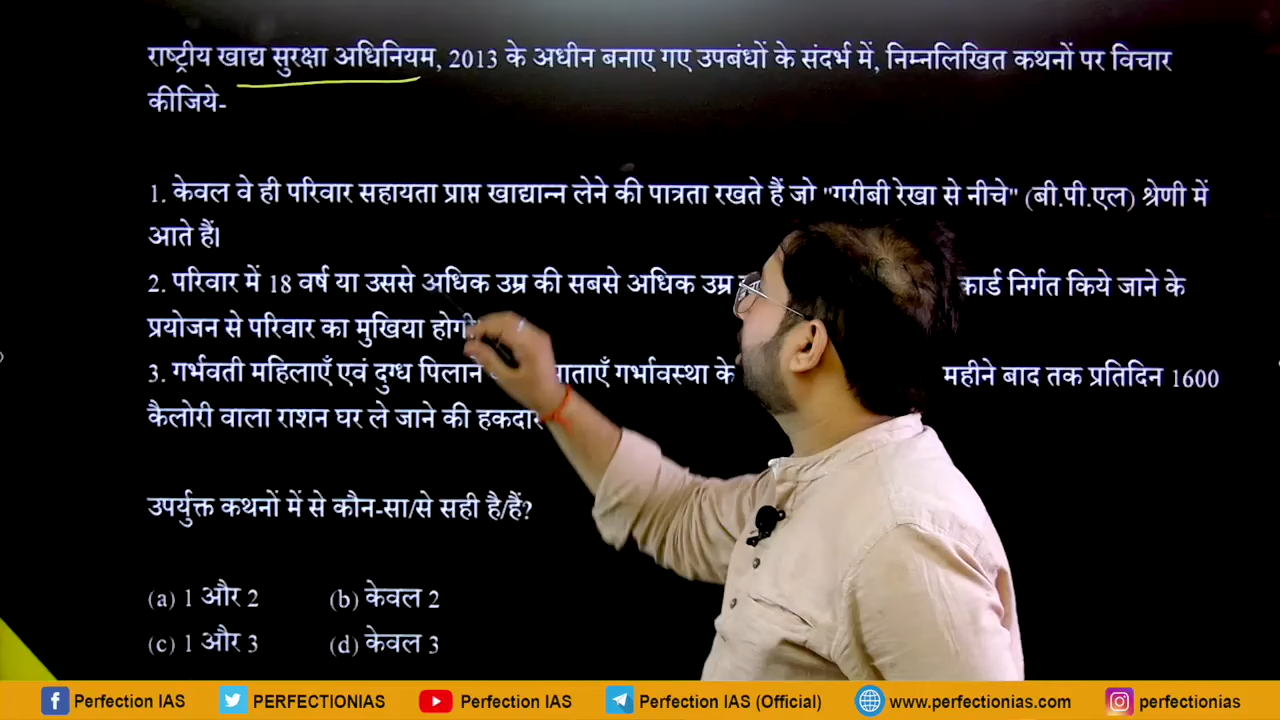 राष्ट्रीय खाद्य सुरक्षा अधिनियम, 2013 के अधीन बनाए गए उपबंधों के संदर्भ में, निम्नलिखित कथनों पर विचार
कीजिये-
1. केवल वे ही परिवार सहायता प्राप्त खाद्यान्न लेने की पात्रता रखते हैं जो "गरीबी रेखा से नीचे" (बी.पी.एल) श्रेणी में
आते हैं।
2. परिवार में 18 वर्ष या उससे अधिक उम्र की सबसे अधिक उम्र कार्ड निर्गत किये जाने के
प्रयोजन से परिवार का मुखिया होगी
3. गर्भवती महिलाएँ एवं दुग्ध पिलाने माताएँ गर्भावस्था के महीने बाद तक प्रतिदिन 1600
कैलोरी वाला राशन घर ले जाने की हकदार
उपर्युक्त कथनों में से कौन-सा/से सही है/हैं?
(a) 1 और 2 (b) केवल 2
(c) 1 और 3 (d) केवल 3
Perfection IAS PERFECTIONIAS Perfection IAS Perfection IAS (Official) www.perfectionias.com perfectionias